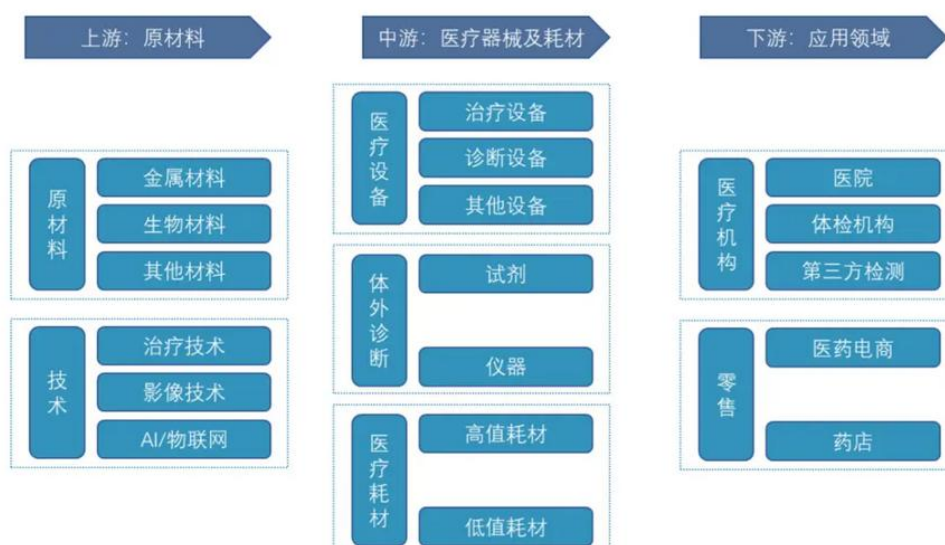 上游：原材料
中游：医疗器械及耗材
下游：应用领域
原材料
金属材料
生物材料
其他材料
技术
治疗技术
影像技术
AI/物联网
医疗设备
治疗设备
诊断设备
其他设备
体外诊断
试剂
仪器
医疗耗材
高值耗材
低值耗材
医疗机构
医院
体检机构
第三方检测
零售
医药电商
药店